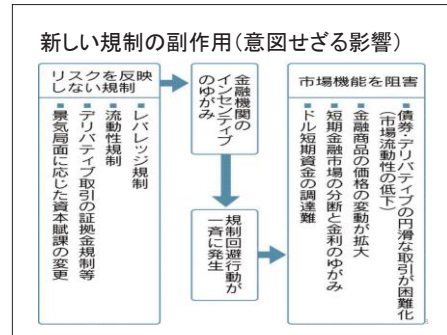 新しい規制の副作用(意図せざる影響)
リスクを反映
しない規制
■ レバレッジ規制
■ 流動性規制
■ デリバティブ取引の証拠金規制等
■ 景気局面に応じた資本賦課の変更
金融機関の
インセンティブ
のゆがみ
規制回避行動が
一斉に発生
市場機能を阻害
■ 債券・デリバティブの円滑な取引が困難化
(市場流動性の低下)
■ 金融商品の価格の変動が拡大
■ 短期金融市場の分断と金利のゆがみ
■ ドル短期資金の調達難